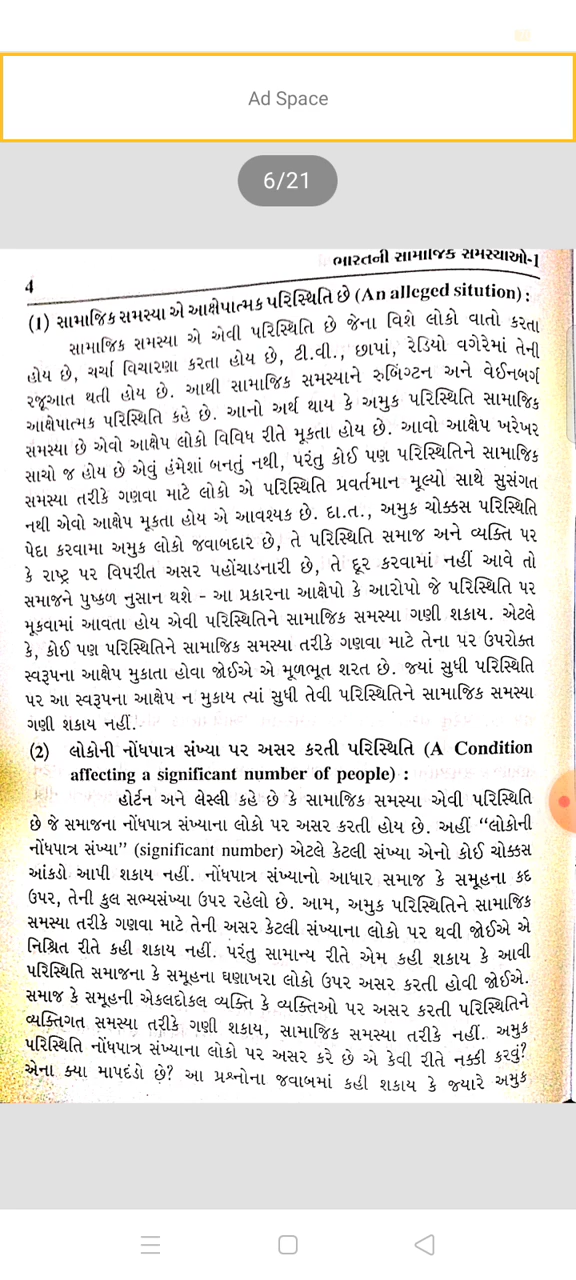 Ad Space
6/21
ભારતની સામાજિક સમસ્યાઓ-1
4
(1) સામાજિક સમસ્યા એ આક્ષેપાત્મક પરિસ્થિતિ છે (An alleged sitution) :
સામાજિક સમસ્યા એ એવી પરિસ્થિતિ છે જેના વિશે લોકો વાતો કરતા
હોય છે, ચર્ચા વિચારણા કરતા હોય છે, ટી.વી., છાપાં, રેડિયો વગેરેમાં તેની
રજૂઆત થતી હોય છે. આથી સામાજિક સમસ્યાને રુબિંગ્ટન અને વેઈનબર્ગ
આક્ષેપાત્મક પરિસ્થિતિ કહે છે. આનો અર્થ થાય કે અમુક પરિસ્થિતિ સામાજિક
સમસ્યા છે એવો આક્ષેપ લોકો વિવિધ રીતે મૂકતા હોય છે. આવો આક્ષેપ ખરેખર
સાચો જ હોય છે એવું હંમેશાં બનતું નથી, પરંતુ કોઈ પણ પરિસ્થિતિને સામાજિક
સમસ્યા તરીકે ગણવા માટે લોકો એ પરિસ્થિતિ પ્રવર્તમાન મૂલ્યો સાથે સુસંગત
નથી એવો આક્ષેપ મૂકતા હોય એ આવશ્યક છે. દા.ત., અમુક ચોક્કસ પરિસ્થિતિ
પેદા કરવામા અમુક લોકો જવાબદાર છે, તે પરિસ્થિતિ સમાજ અને વ્યક્તિ પર
કે રાષ્ટ્ર પર વિપરીત અસર પહોંચાડનારી છે, તે દૂર કરવામાં નહીં આવે તો
સમાજને પુષ્કળ નુસાન થશે - આ પ્રકારના આક્ષેપો કે આરોપો જે પરિસ્થિતિ પર
મૂકવામાં આવતા હોય એવી પરિસ્થિતિને સામાજિક સમસ્યા ગણી શકાય. એટલે
કે, કોઈ પણ પરિસ્થિતિને સામાજિક સમસ્યા તરીકે ગણવા માટે તેના પર ઉપરોક્ત
સ્વરૂપના આક્ષેપ મુકાતા હોવા જોઈએ એ મૂળભૂત શરત છે. જયાં સુધી પરિસ્થિતિ
પર આ સ્વરૂપના આક્ષેપ ન મુકાય ત્યાં સુધી તેવી પરિસ્થિતિને સામાજિક સમસ્યા
ગણી શકાય નહીં.
(2) લોકોની નોંધપાત્ર સંખ્યા પર અસર કરતી પરિસ્થિતિ (A Condition
affecting a significant number of people) :
હોર્ટન અને લેસ્લી કહે છે કે સામાજિક સમસ્યા એવી પરિસ્થિતિ
છે જે સમાજના નોંધપાત્ર સંખ્યાના લોકો પર અસર કરતી હોય છે. અહીં “લોકોની
નોંધપાત્ર સંખ્યા” (significant number) એટલે કેટલી સંખ્યા એનો કોઈ ચોક્કસ
આંકડો આપી શકાય નહીં. નોંધપાત્ર સંખ્યાનો આધાર સમાજ કે સમૂહના કદ
ઉપર, તેની કુલ સભ્યસંખ્યા ઉપર રહેલો છે. આમ, અમુક પરિસ્થિતિને સામાજિક
સમસ્યા તરીકે ગણવા માટે તેની અસર કેટલી સંખ્યાના લોકો પર થવી જોઈએ એ
નિશ્રિત રીતે કહી શકાય નહીં. પરંતુ સામાન્ય રીતે એમ કહી શકાય કે આવી
પરિસ્થિતિ સમાજના કે સમૂહના ઘણાખરા લોકો ઉપર અસર કરતી હોવી જોઈએ.
સમાજ કે સમૂહની એકલદોકલ વ્યક્તિ કે વ્યક્તિઓ પર અસર કરતી પરિસ્થિતિને
વ્યક્તિગત સમસ્યા તરીકે ગણી શકાય, સામાજિક સમસ્યા તરીકે નહીં. અમુક
પરિસ્થિતિ નોંધપાત્ર સંખ્યાના લોકો પર અસર કરે છે એ કેવી રીતે નક્કી કરવું?
એના ક્યા માપદંડો છે? આ પ્રશ્નોના જવાબમાં કહી શકાય કે જયારે અમુક